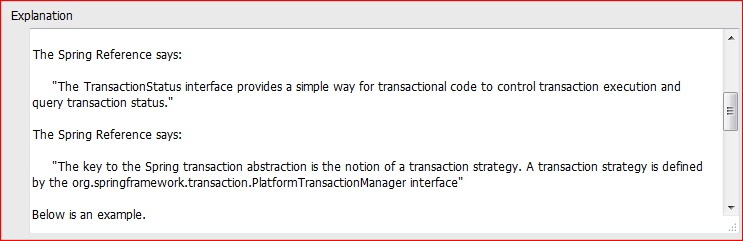 Explanation
The Spring Reference says:
"The TransactionStatus interface provides a simple way for transactional code to control transaction execution and
query transaction status."
The Spring Reference says:
"The key to the Spring transaction abstraction is the notion of a transaction strategy. A transaction strategy is defined
by the org.springframework.transaction.PlatformTransactionManager interface"
Below is an example.